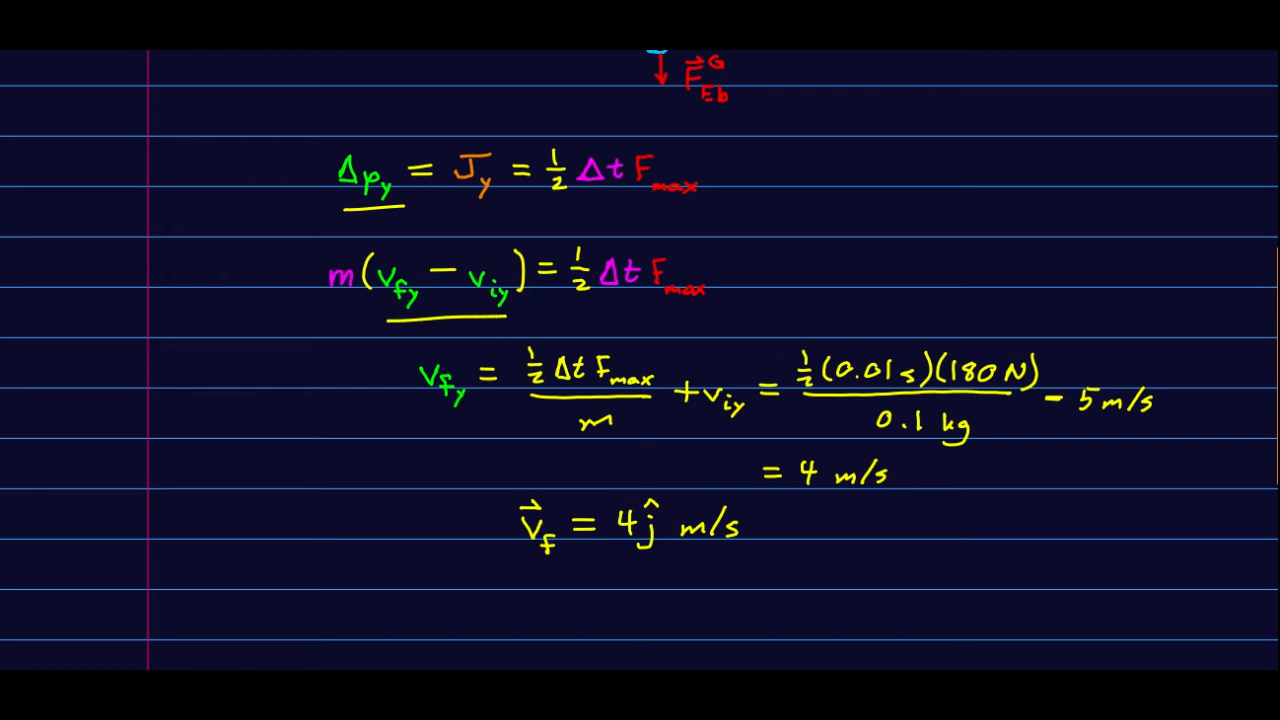 F⃗^G_Eb
Δp_y = J_y = ½ Δt F_max
m(v_fy − v_iy) = ½ Δt F_max
v_fy = (½ Δt F_max)/m + v_iy = (½ (0.01 s)(180 N))/(0.1 kg) − 5 m/s
= 4 m/s
v⃗_f = 4ĵ m/s